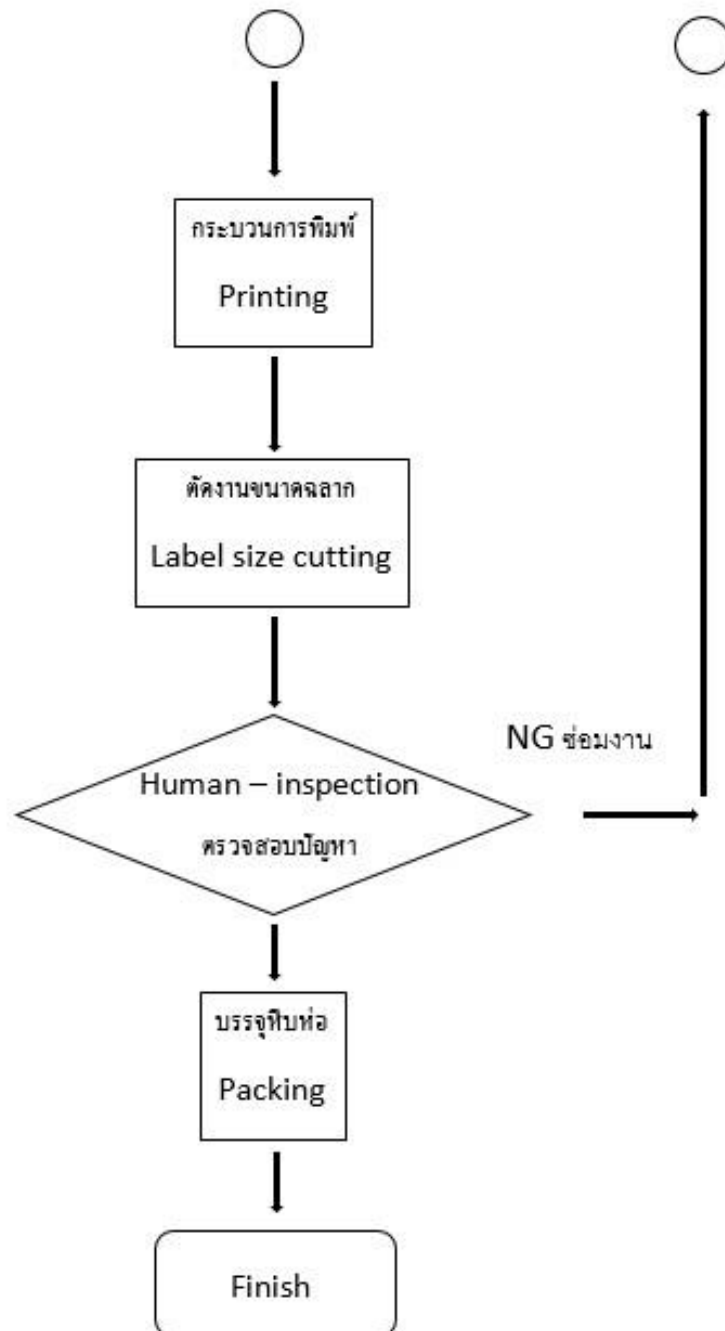 กระบวนการพิมพ์
Printing
ตัดงานขนาดฉลาก
Label size cutting
NG ซ่อมงาน
Human – inspection
ตรวจสอบปัญหา
บรรจุหีบห่อ
Packing
Finish